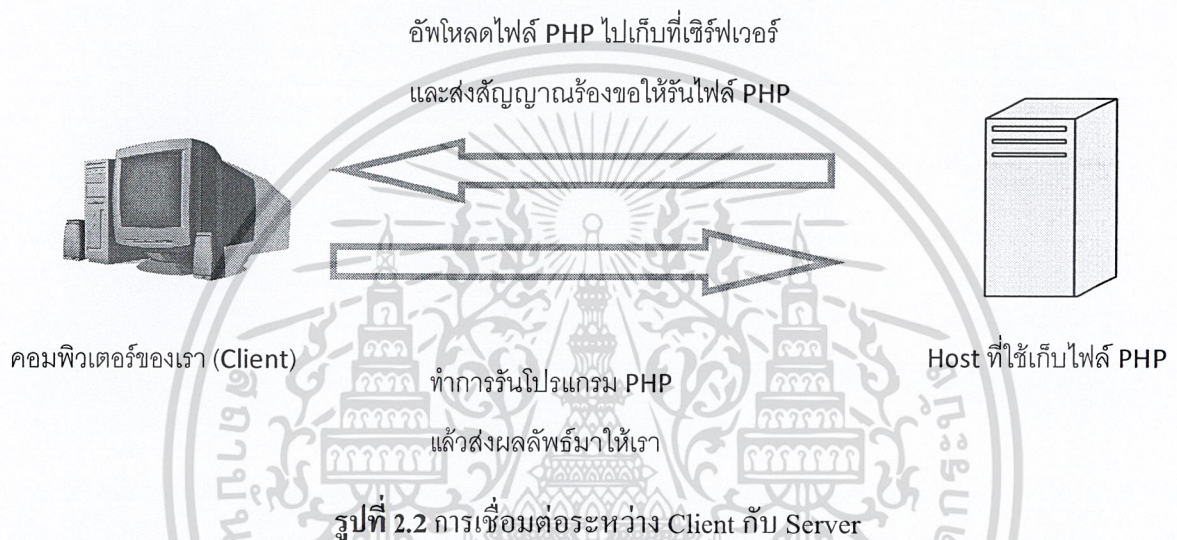 อัพโหลดไฟล์ PHP ไปเก็บที่เซิร์ฟเวอร์
และส่งสัญญาณร้องขอให้รันไฟล์ PHP
คอมพิวเตอร์ของเรา (Client)
Host ที่ใช้เก็บไฟล์ PHP
ทำการรันโปรแกรม PHP
แล้วส่งผลลัพธ์มาให้เรา
รูปที่ 2.2 การเชื่อมต่อระหว่าง Client กับ Server